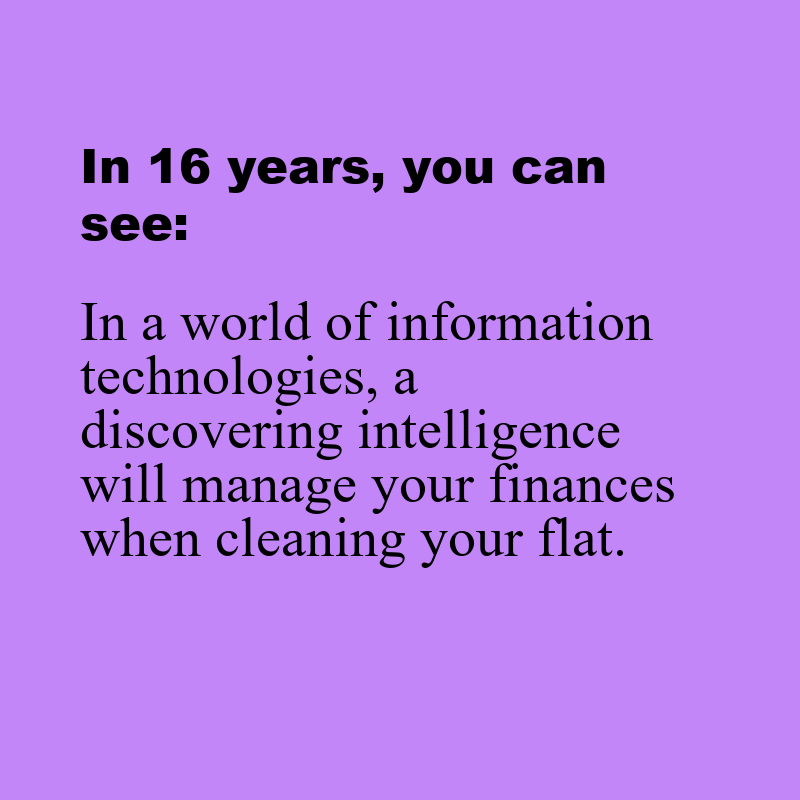 In 16 years, you can
see:
In a world of information
technologies, a
discovering intelligence
will manage your finances
when cleaning your flat.